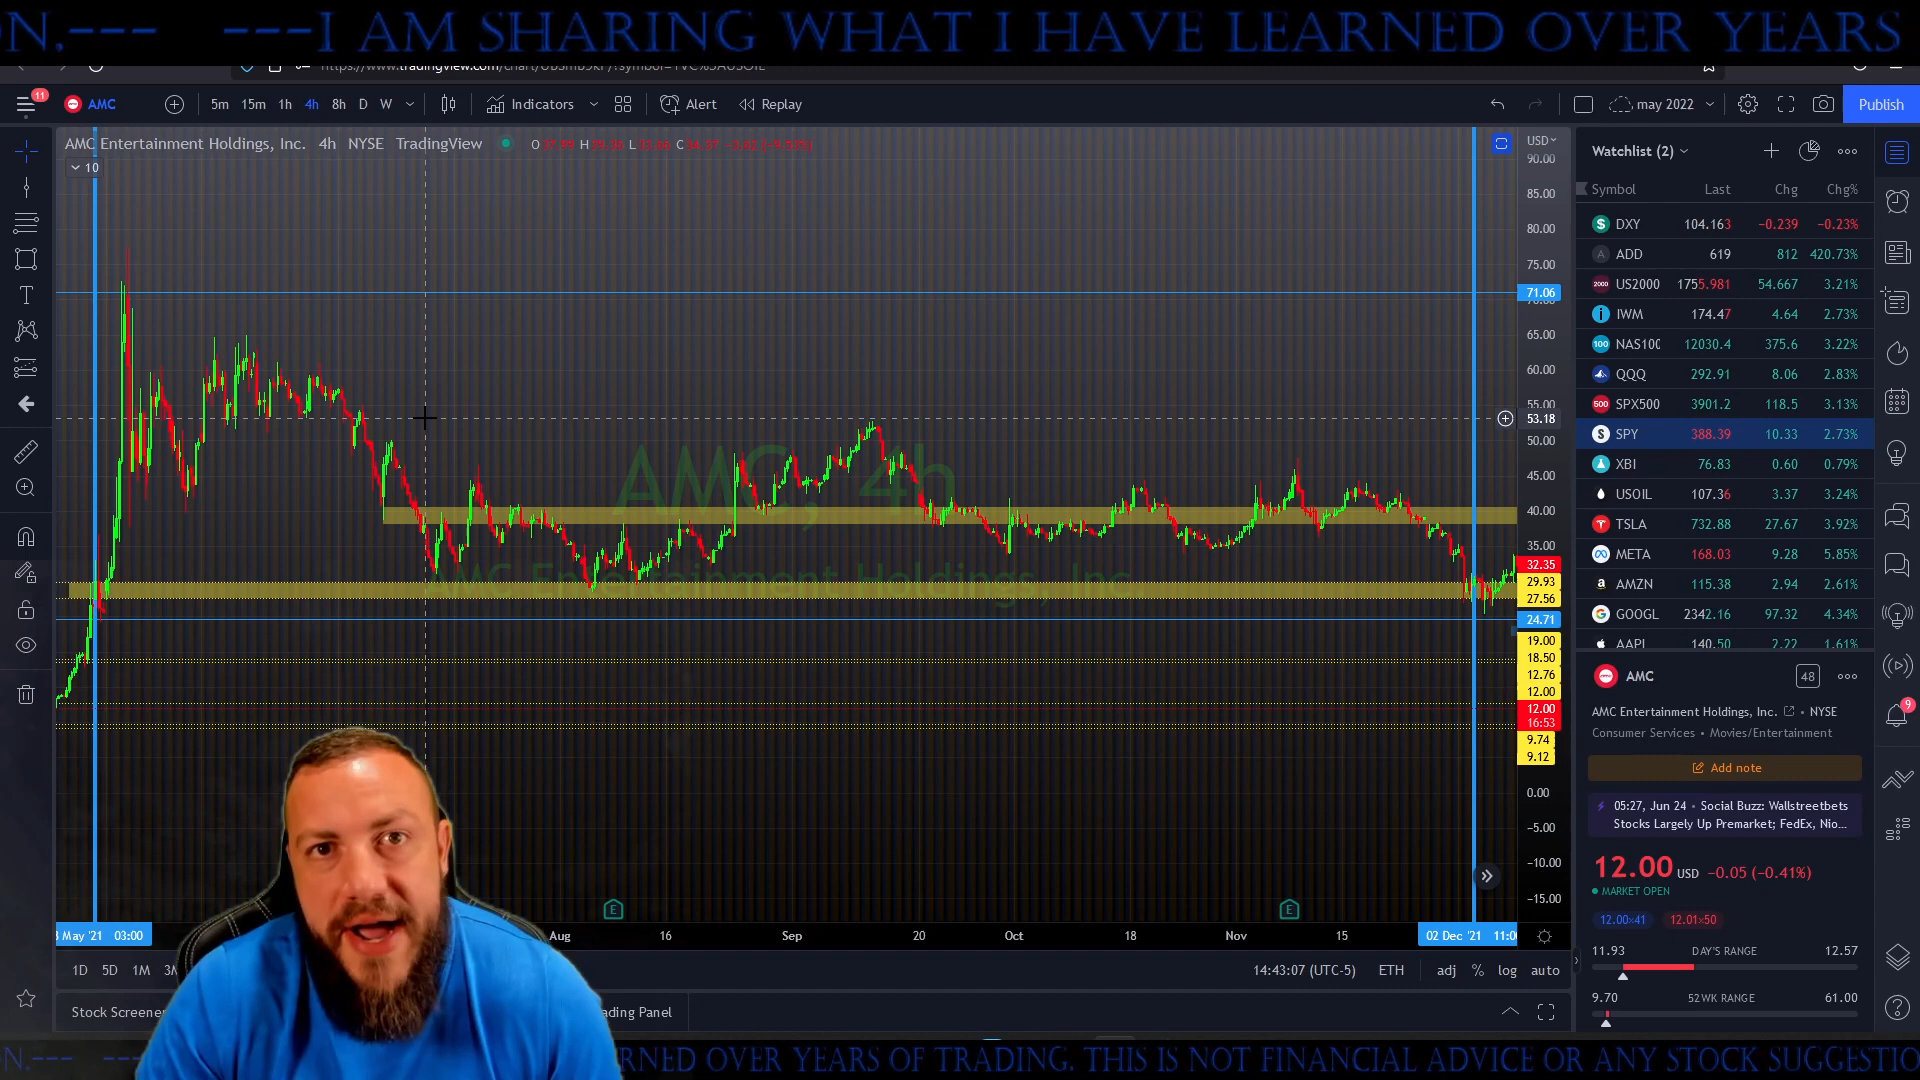 N.--- ---I AM SHARING WHAT I HAVE LEARNED OVER YEARS
11
AMC
5m 15m 1h 4h 8h D W
Indicators
Alert
Replay
may 2022
Publish
AMC Entertainment Holdings, Inc. 4h NYSE TradingView
10
USD
90.00
85.00
80.00
75.00
71.06
65.00
60.00
55.00
53.18
50.00
45.00
40.00
35.00
32.35
29.93
27.56
24.71
19.00
18.50
12.76
12.00
12.00
16:53
9.74
9.12
0.00
-5.00
-10.00
-15.00
AMC, 4h
AMC Entertainment Holdings, Inc.
E
E
May '21 03:00
Aug
16
Sep
20
Oct
18
Nov
15
02 Dec '21
1D 5D 1M
14:43:07 (UTC-5)
ETH
adj % log auto
Stock Screener
ading Panel
Watchlist (2)
Symbol Last Chg Chg%
DXY 104.163 −0.239 −0.23%
ADD 619 812 420.73%
US2000 1755.981 54.667 3.21%
IWM 174.47 4.64 2.73%
NAS100 12030.4 375.6 3.22%
QQQ 292.91 8.06 2.83%
SPX500 3901.2 118.5 3.13%
SPY 388.39 10.33 2.73%
XBI 76.83 0.60 0.79%
USOIL 107.36 3.37 3.24%
TSLA 732.88 27.67 3.92%
META 168.03 9.28 5.85%
AMZN 115.38 2.94 2.61%
GOOGL 2342.16 97.32 4.34%
AAPL 140.50 2.22 1.61%
AMC
48
AMC Entertainment Holdings, Inc. • NYSE
Consumer Services • Movies/Entertainment
Add note
05:27, Jun 24 • Social Buzz: Wallstreetbets
Stocks Largely Up Premarket; FedEx, Nio...
12.00 USD −0.05 (−0.41%)
MARKET OPEN
12.00×41 12.01×50
11.93 DAY'S RANGE 12.57
9.70 52WK RANGE 61.00
9
N.--- RNED OVER YEARS OF TRADING. THIS IS NOT FINANCIAL ADVICE OR ANY STOCK SUGGESTIO